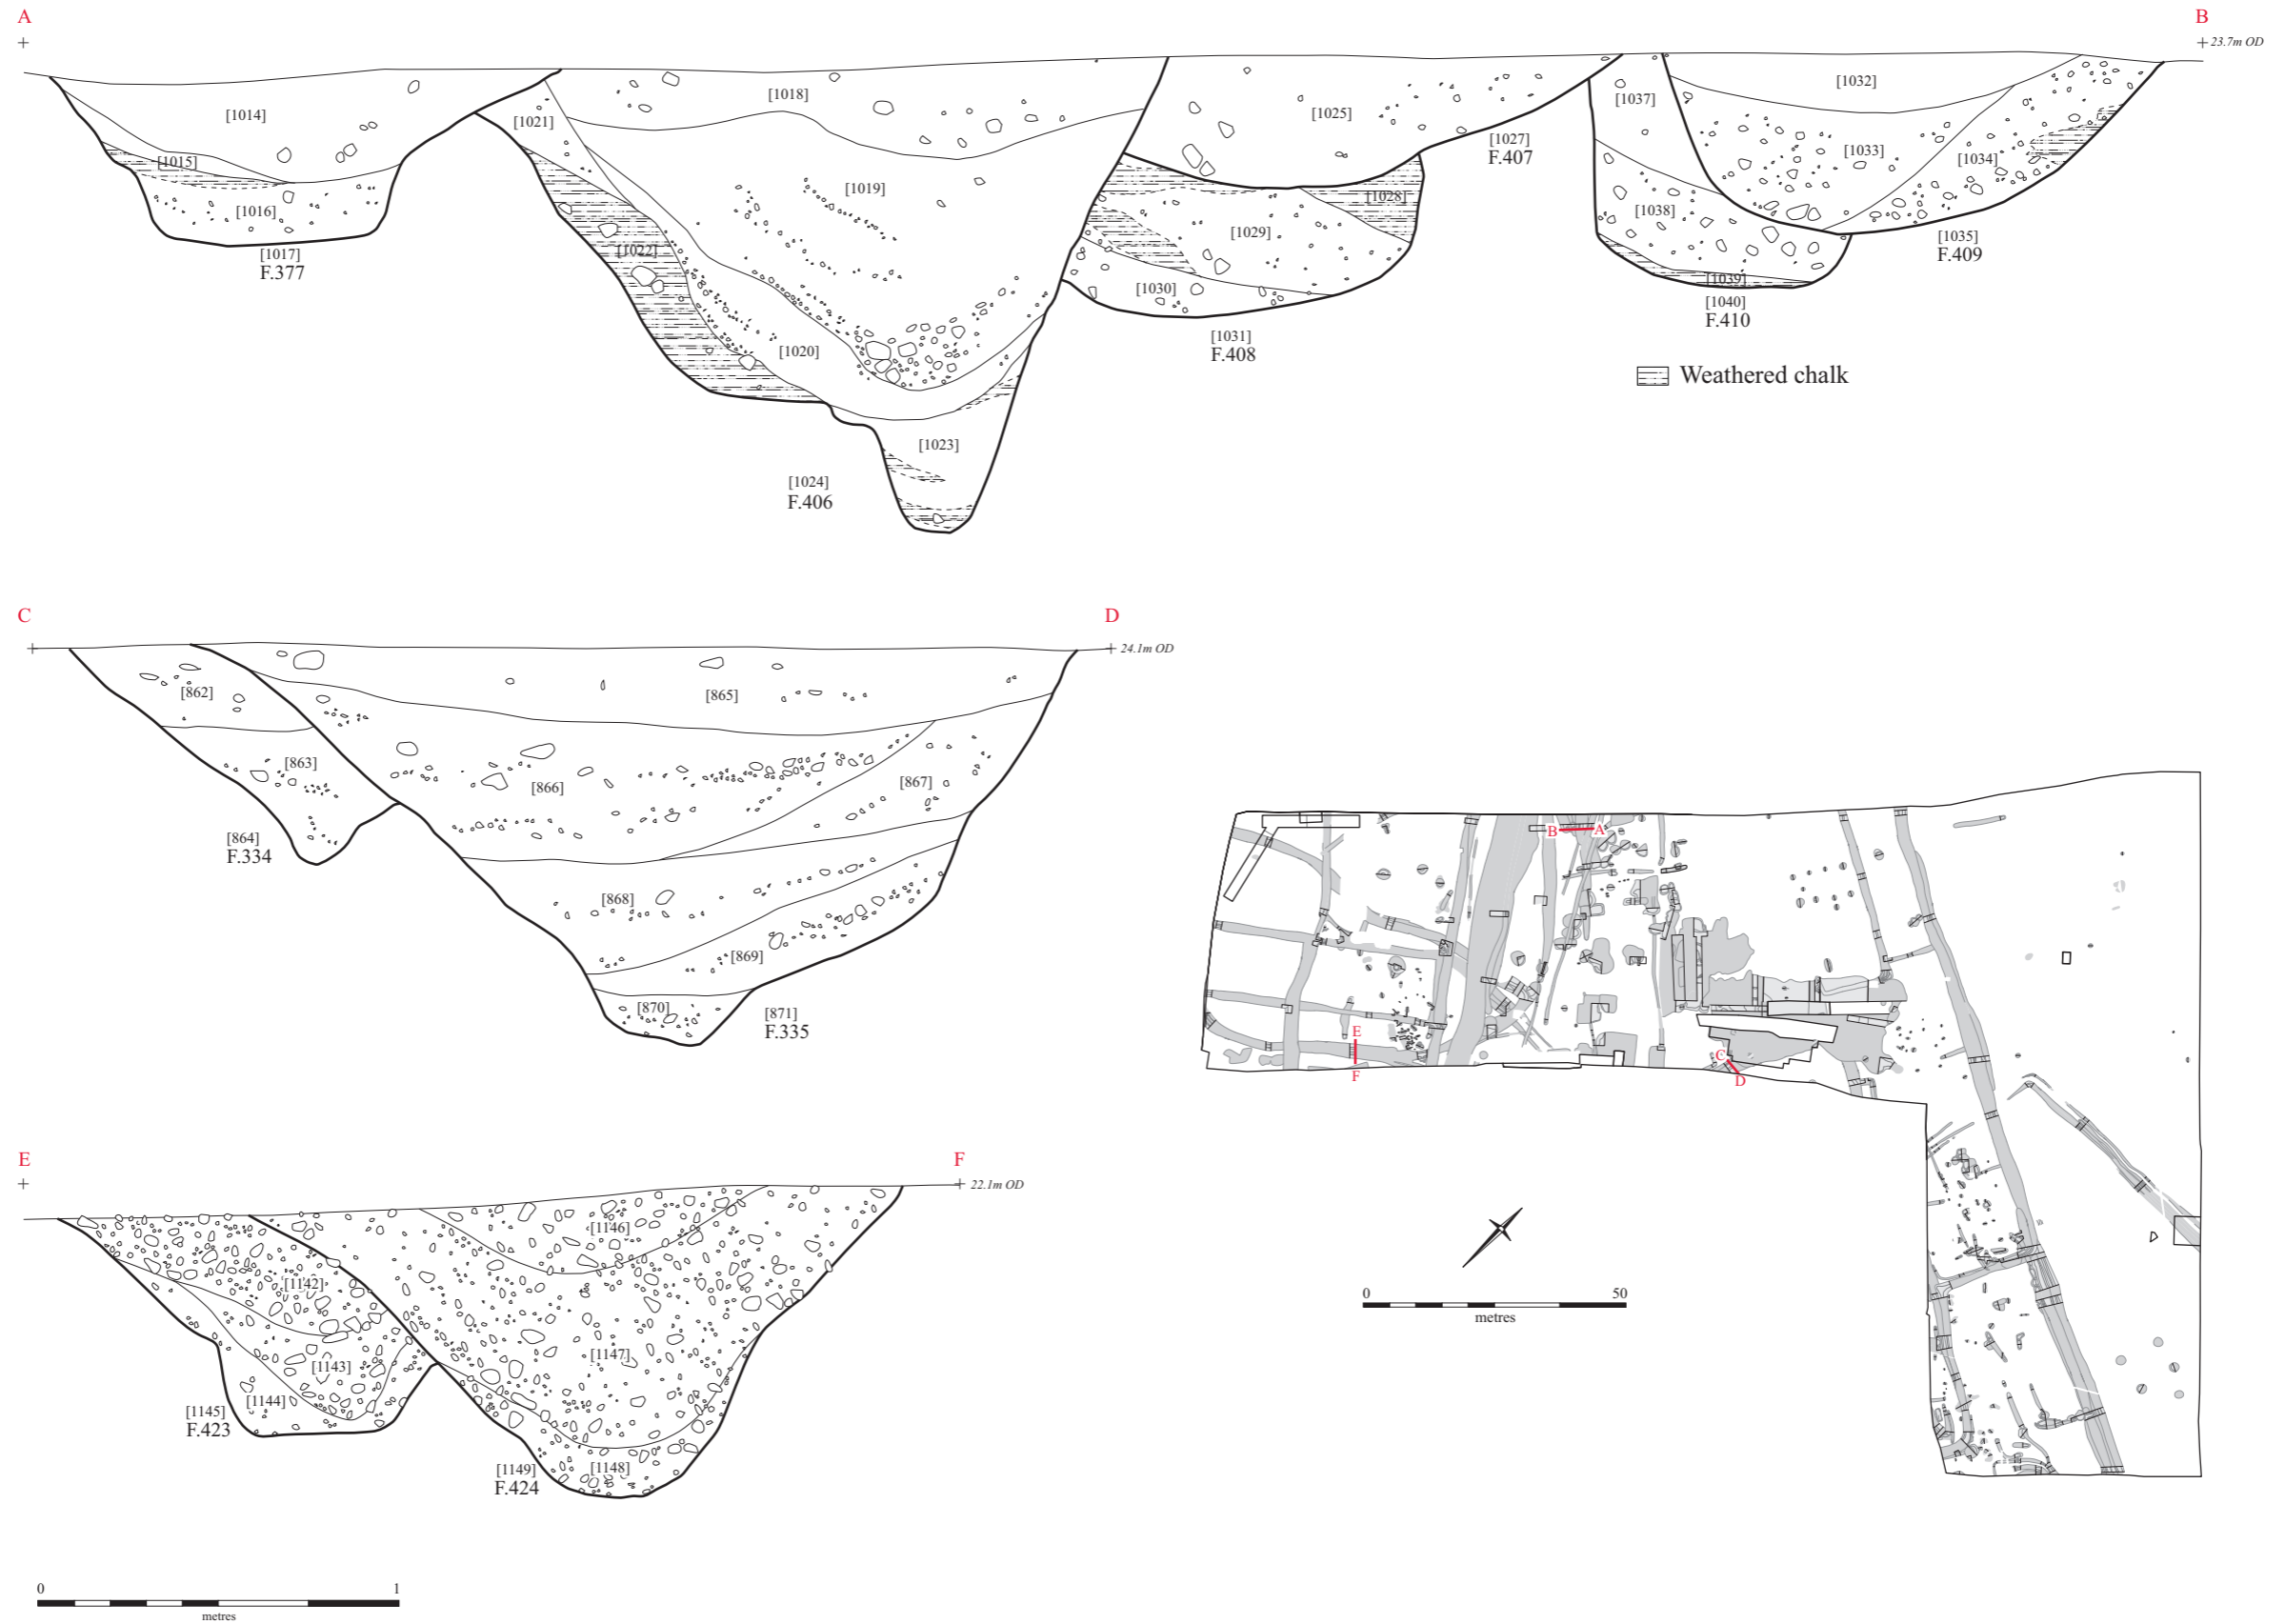 A
B
23.7m OD
[1014]
[1015]
[1016]
[1017]
F.377
[1018]
[1021]
[1019]
[1022]
[1020]
[1023]
[1024]
F.406
[1025]
[1027]
F.407
[1028]
[1029]
[1030]
[1031]
F.408
[1037]
[1032]
[1033]
[1034]
[1038]
[1035]
F.409
[1039]
[1040]
F.410
Weathered chalk
C
D
24.1m OD
[862]
[865]
[863]
[866]
[867]
[864]
F.334
[868]
[869]
[870]
[871]
F.335
E
F
22.1m OD
[1146]
[1142]
[1147]
[1143]
[1144]
[1145]
F.423
[1148]
[1149]
F.424
0 1
metres
B A
E
F
C
D
0 50
metres